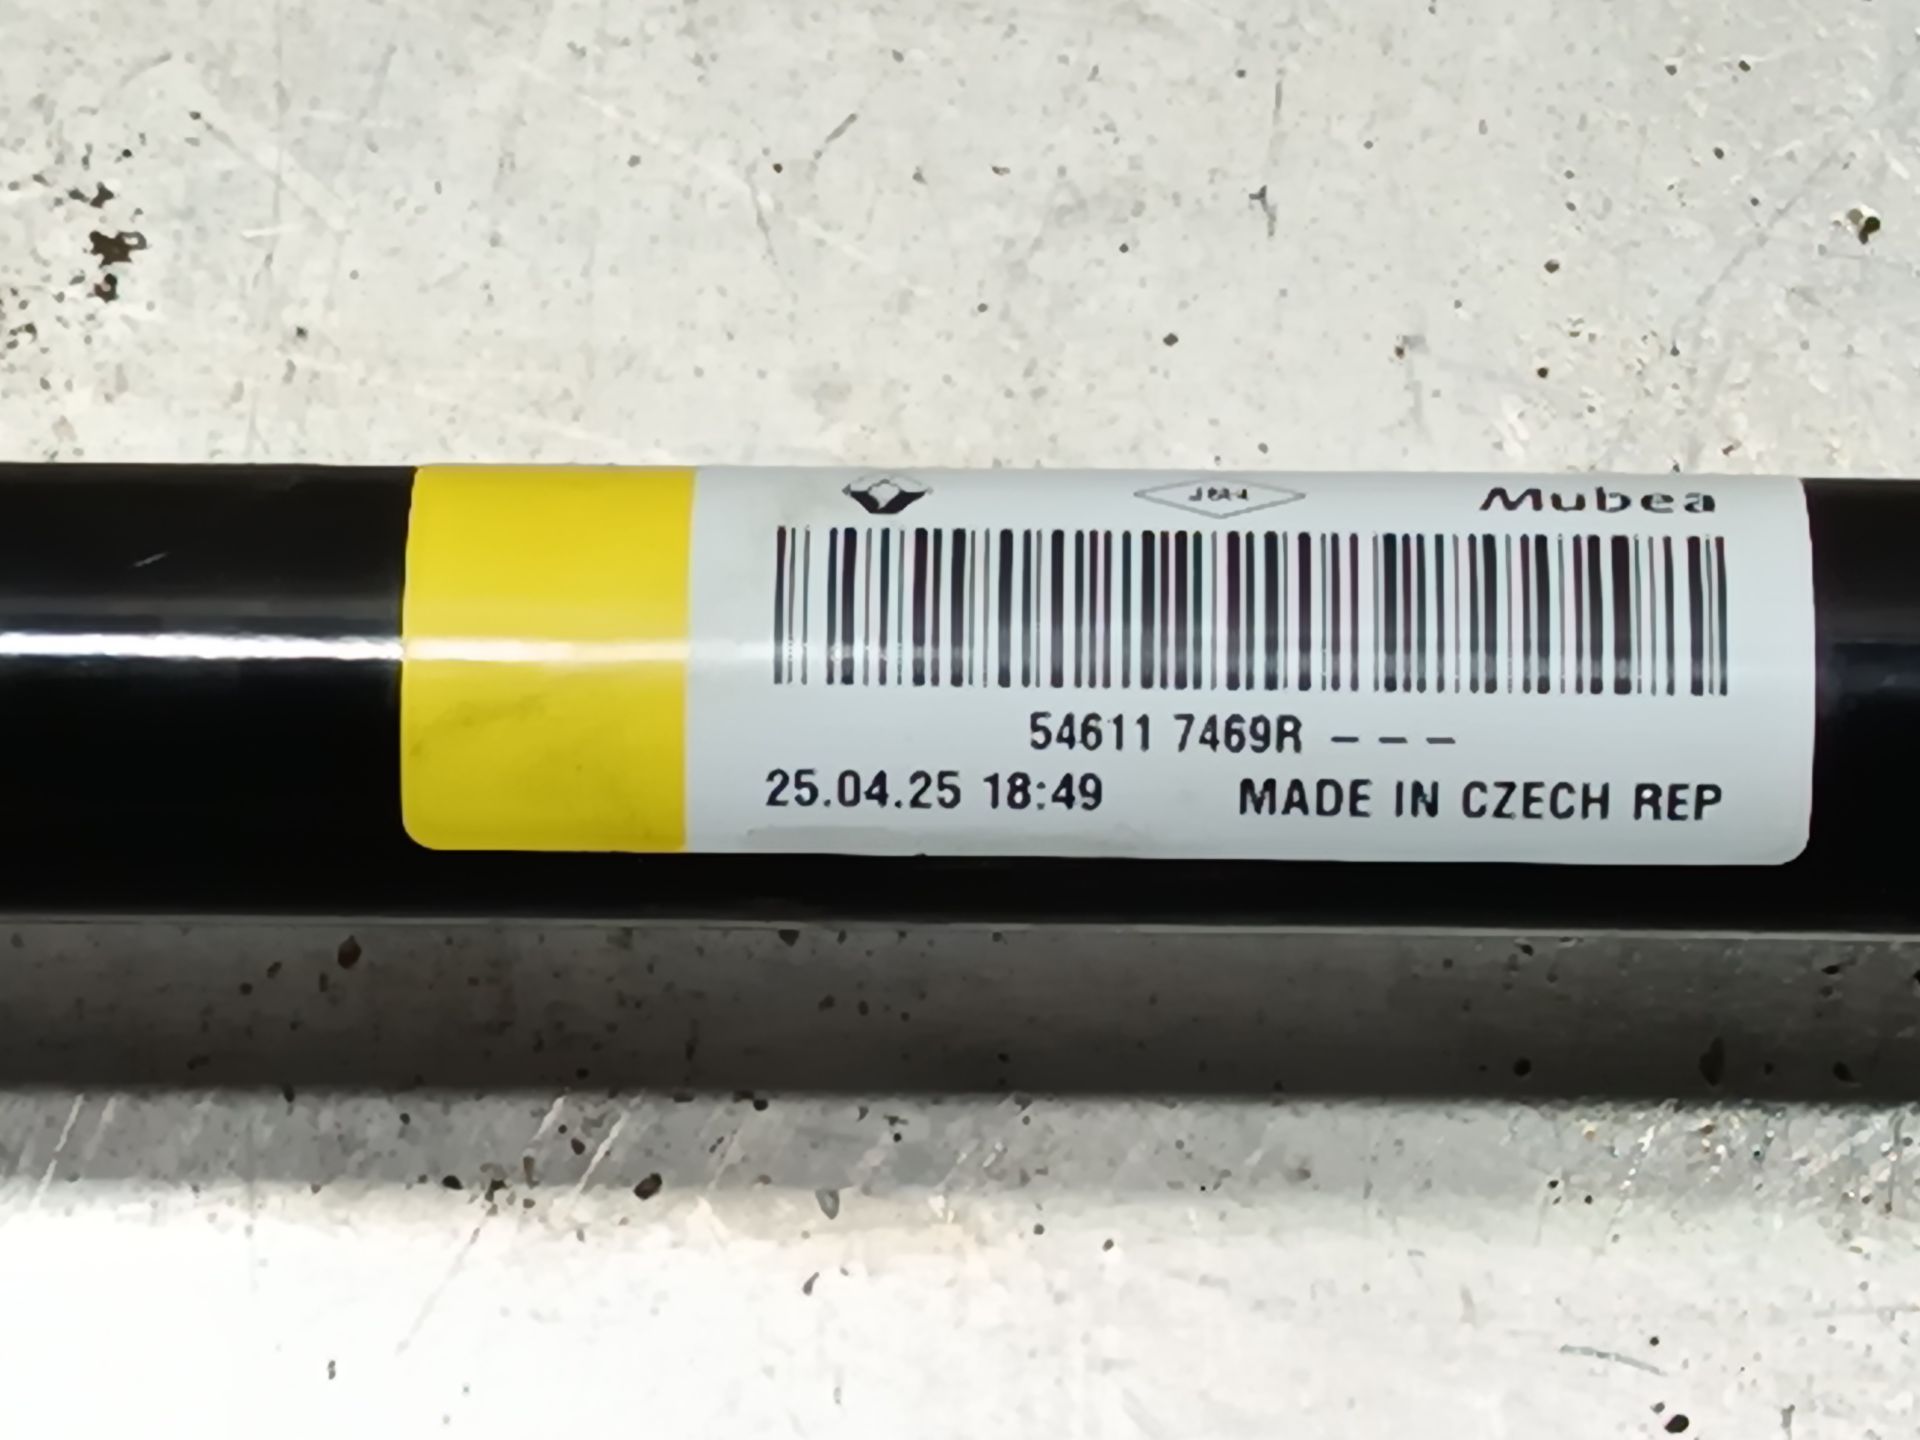 Mubea
54611 7469R ---
25.04.25 18:49 MADE IN CZECH REP